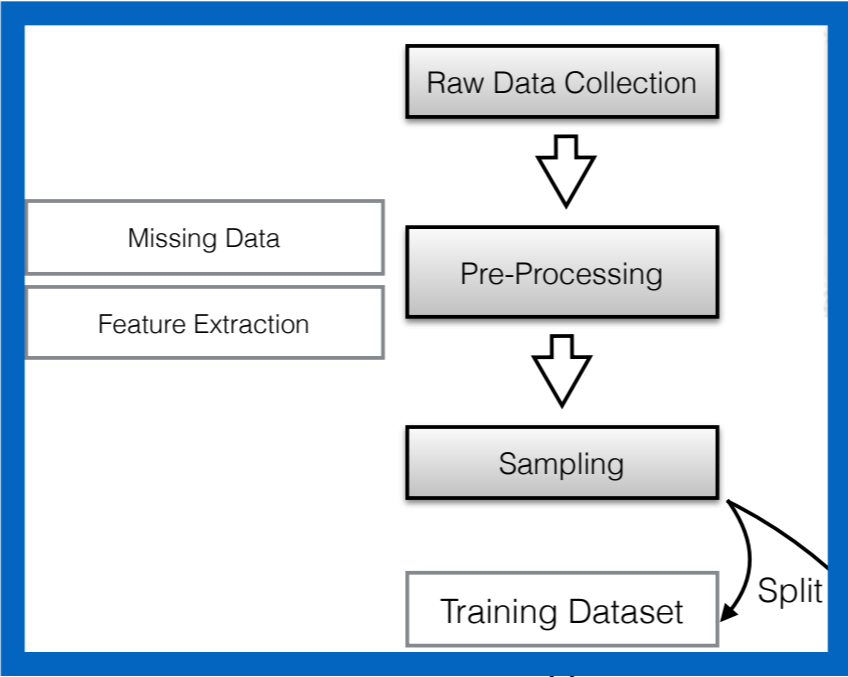 Raw Data Collection
Missing Data
Pre-Processing
Feature Extraction
Sampling
Split
Training Dataset